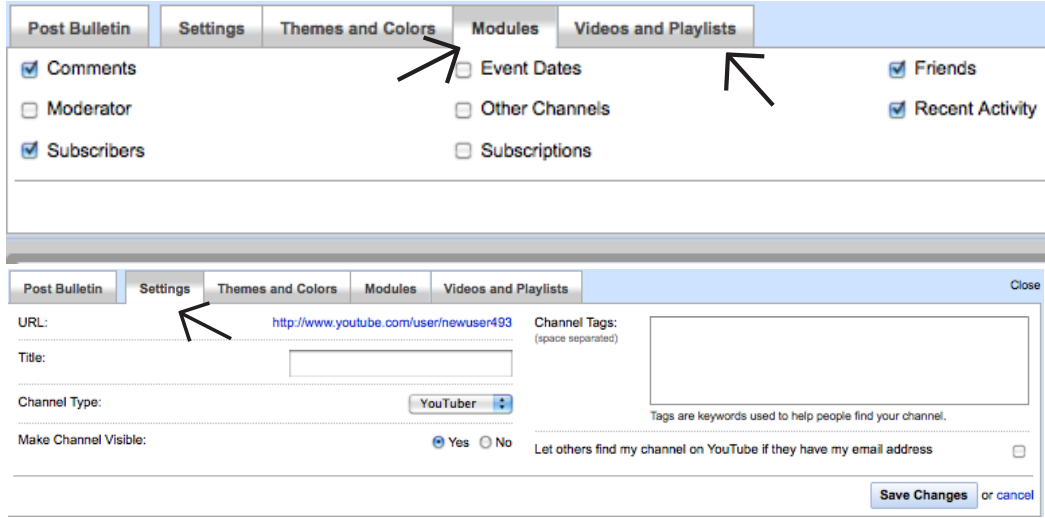 Post Bulletin Settings Themes and Colors Modules Videos and Playlists
Comments Event Dates Friends
Moderator Other Channels Recent Activity
Subscribers Subscriptions
Post Bulletin Settings Themes and Colors Modules Videos and Playlists Close
URL: http://www.youtube.com/user/newuser493 Channel Tags:
(space separated)
Title:
Channel Type: YouTuber
Tags are keywords used to help people find your channel.
Make Channel Visible: Yes No
Let others find my channel on YouTube if they have my email address
Save Changes or cancel